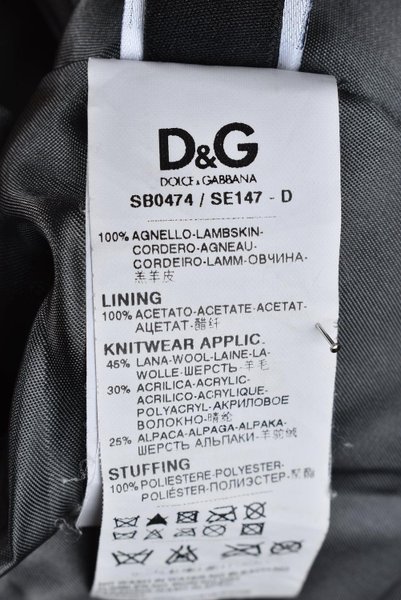 D&G
DOLCE & GABBANA
SB0474 / SE147 - D
100% AGNELLO-LAMBSKIN-
CORDERO-AGNEAU-
CORDEIRO-LAMM-ОВЧИНА-
羔羊皮
LINING
100% ACETATO-ACETATE-ACETAT-
АЦЕТАТ-醋纤
KNITWEAR APPLIC.
45% LANA-WOOL-LAINE-LA-
WOLLE-ШЕРСТЬ-羊毛
30% ACRILICA-ACRYLIC-
ACRILICO-ACRYLIQUE-
POLYACRYL-АКРИЛОВОЕ
ВОЛОКНО-腈纶
25% ALPACA-ALPAGA-ALPAKA-
ШЕРСТЬ АЛЬПАКИ-羊驼绒
STUFFING
100% POLIESTERE-POLYESTER-
POLIÉSTER-ПОЛИЭСТЕР-聚酯